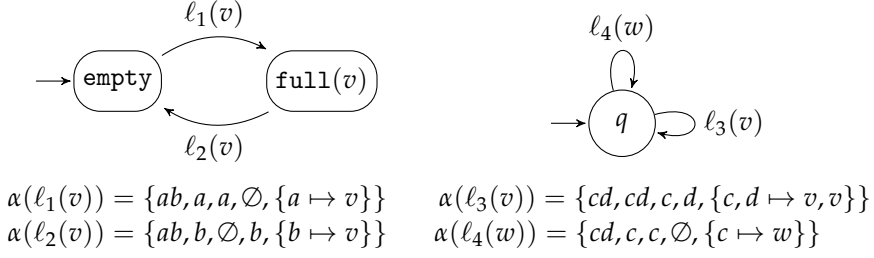 ℓ₁(v)
empty
full(v)
ℓ₂(v)
ℓ₄(w)
q
ℓ₃(v)
α(ℓ₁(v)) = {ab, a, a, ∅, {a ↦ v}}
α(ℓ₂(v)) = {ab, b, ∅, b, {b ↦ v}}
α(ℓ₃(v)) = {cd, cd, c, d, {c, d ↦ v, v}}
α(ℓ₄(w)) = {cd, c, c, ∅, {c ↦ w}}